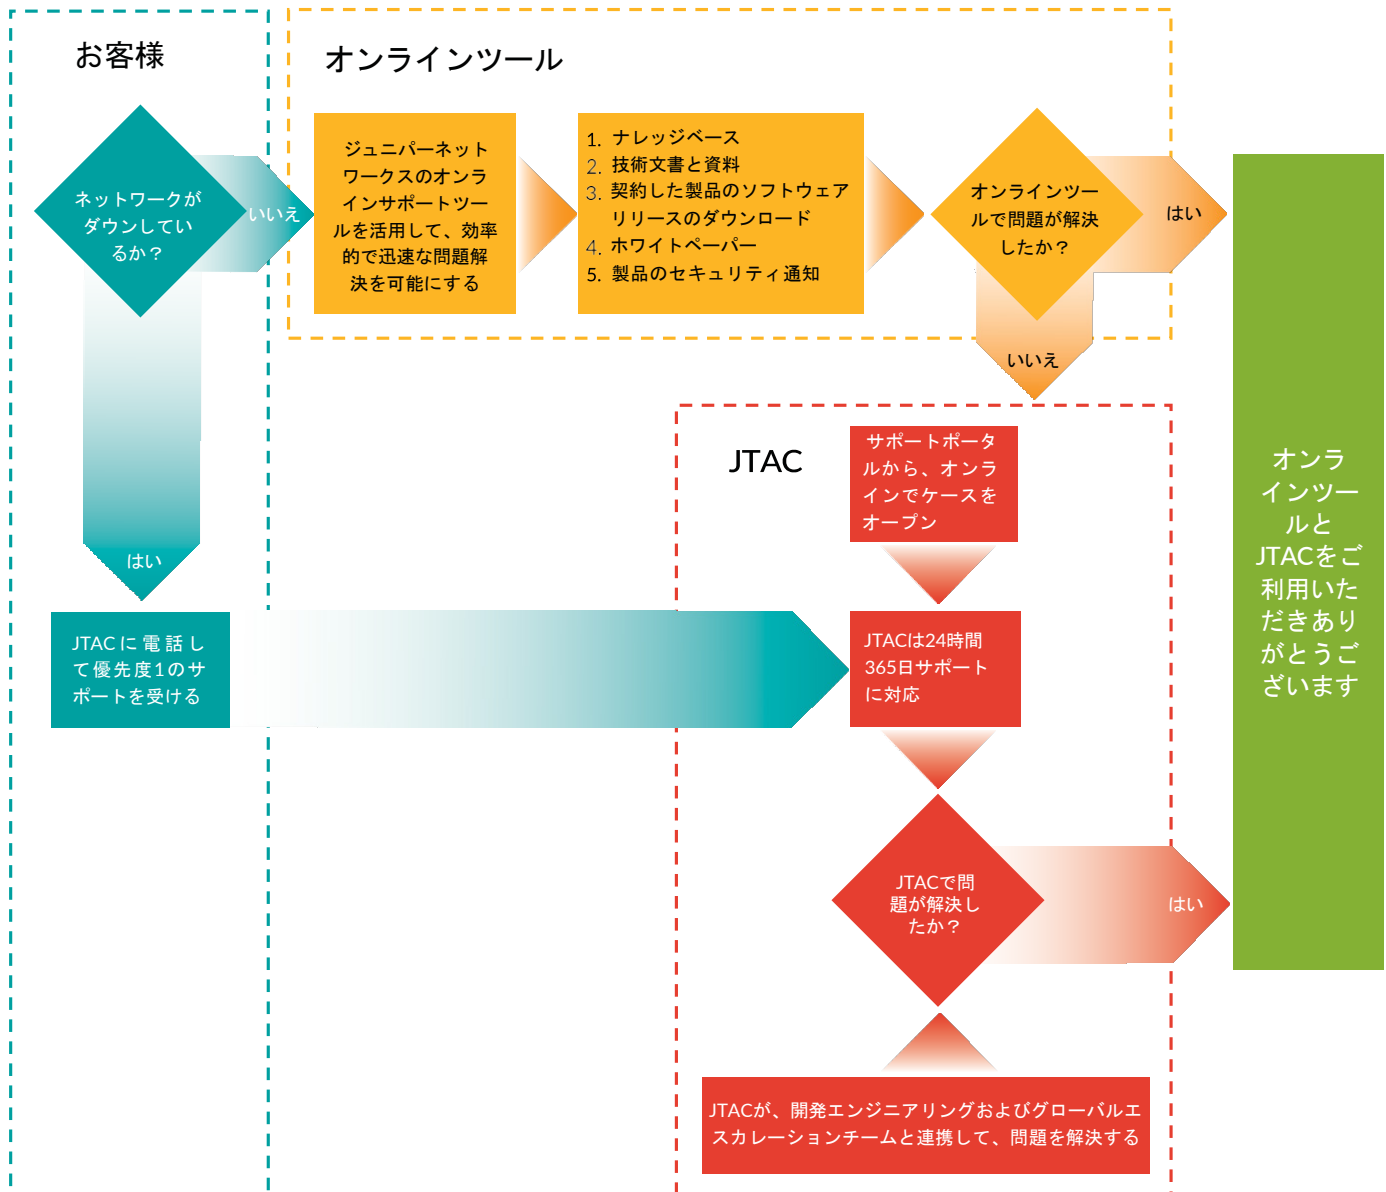 お客様
ネットワークが
ダウンしてい
るか？
いいえ
はい
JTACに電話し
て優先度1のサ
ポートを受ける
オンラインツール
ジュニパーネット
ワークスのオンラ
インサポートツー
ルを活用して、効率
的で迅速な問題解
決を可能にする
1. ナレッジベース
2. 技術文書と資料
3. 契約した製品のソフトウェア
リリースのダウンロード
4. ホワイトペーパー
5. 製品のセキュリティ通知
オンラインツー
ルで問題が解決
したか？
はい
いいえ
JTAC
サポートポータ
ルから、オンラ
インでケースを
オープン
JTACは24時間
365日サポート
に対応
JTACで問
題が解決し
たか？
はい
JTACが、開発エンジニアリングおよびグローバルエ
スカレーションチームと連携して、問題を解決する
オンラ
インツー
ルと
JTACをご
利用いた
だきあり
がとうご
ざいます